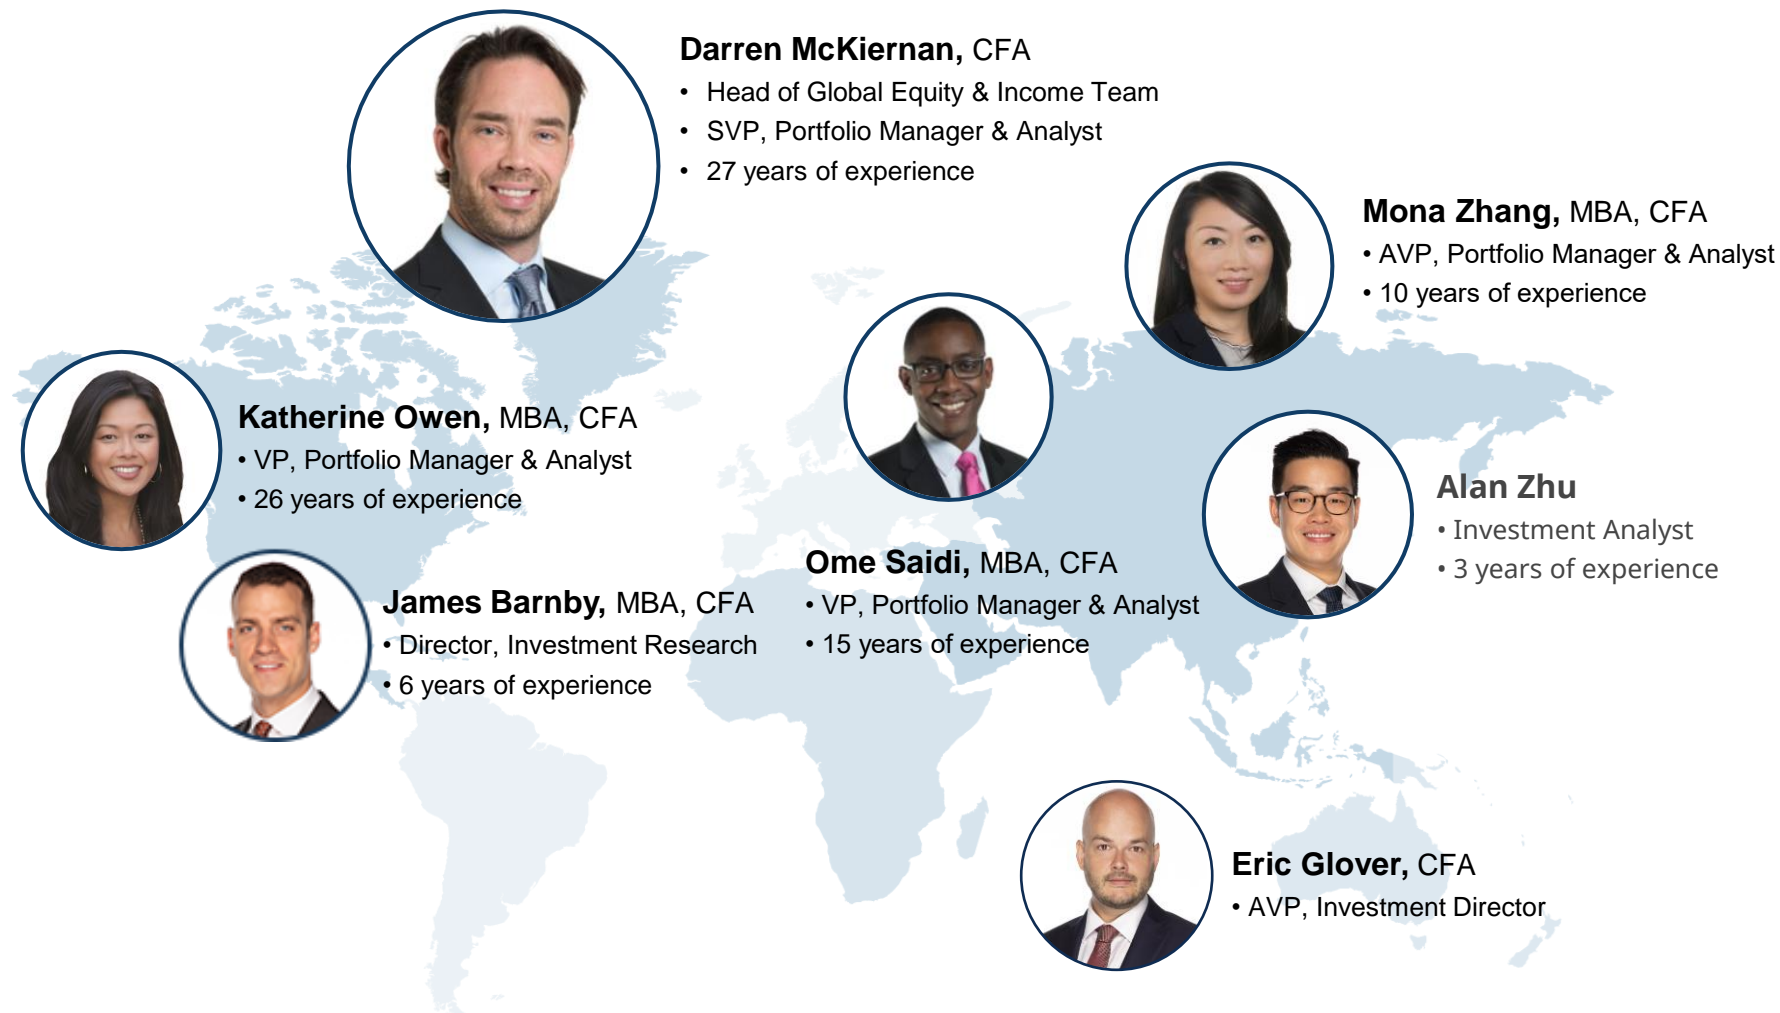 Darren McKiernan, CFA
• Head of Global Equity & Income Team
• SVP, Portfolio Manager & Analyst
• 27 years of experience
Mona Zhang, MBA, CFA
• AVP, Portfolio Manager & Analyst
• 10 years of experience
Katherine Owen, MBA, CFA
• VP, Portfolio Manager & Analyst
• 26 years of experience
Alan Zhu
• Investment Analyst
• 3 years of experience
James Barnby, MBA, CFA
• Director, Investment Research
• 6 years of experience
Ome Saidi, MBA, CFA
• VP, Portfolio Manager & Analyst
• 15 years of experience
Eric Glover, CFA
• AVP, Investment Director